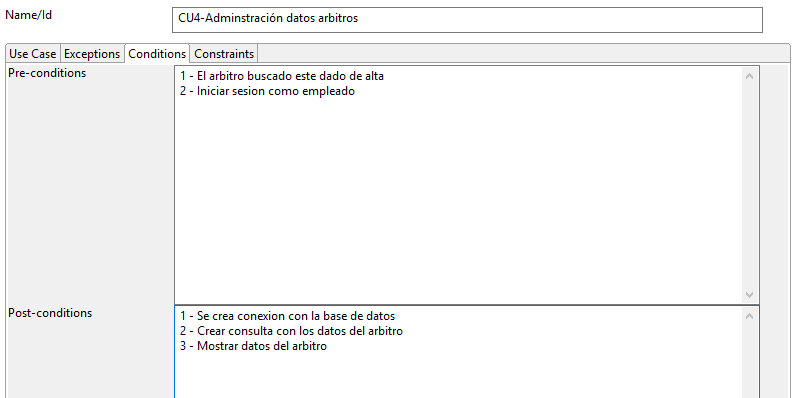 Name/Id
CU4-Adminstración datos arbitros
Use Case Exceptions Conditions Constraints
Pre-conditions
1 - El arbitro buscado este dado de alta
2 - Iniciar sesion como empleado
Post-conditions
1 - Se crea conexion con la base de datos
2 - Crear consulta con los datos del arbitro
3 - Mostrar datos del arbitro